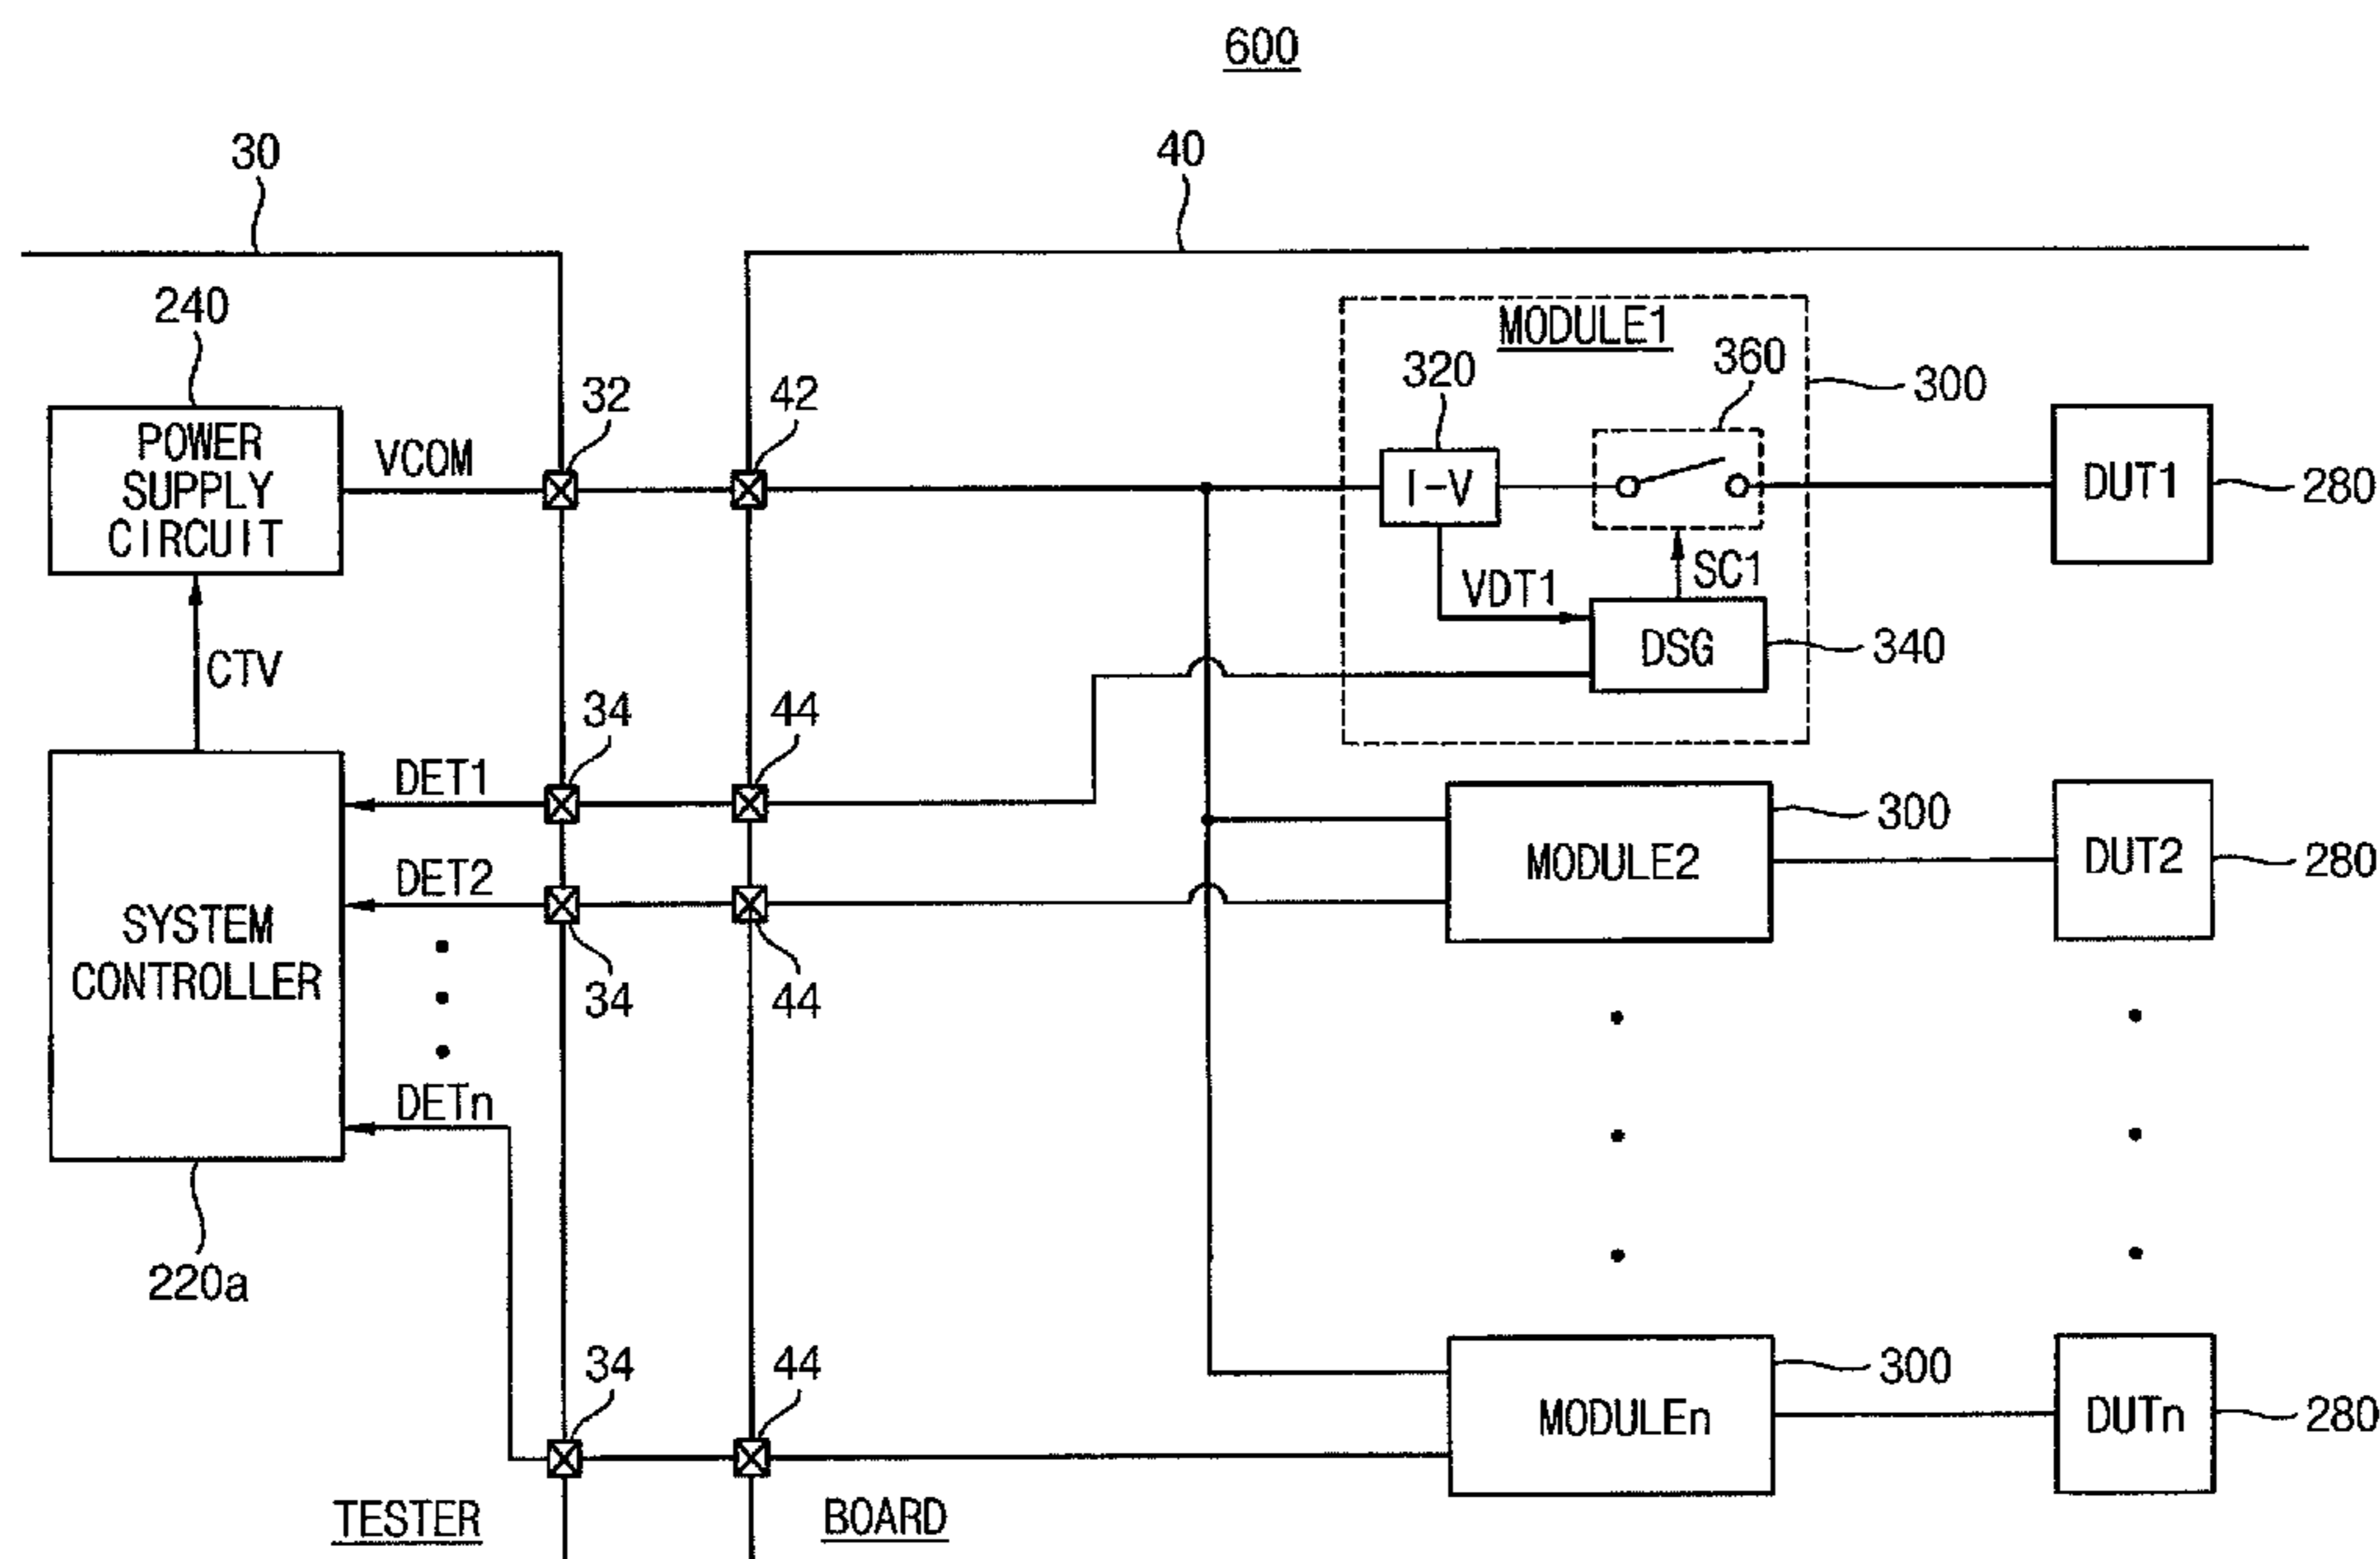 600
30
40
240
POWER
SUPPLY
CIRCUIT
VCOM
32
42
MODULE1
320
360
300
I-V
DUT1
280
VDT1
SC1
DSG
340
CTV
34
44
SYSTEM
CONTROLLER
DET1
DET2
DETn
34
44
220a
MODULE2
300
DUT2
280
34
44
MODULEn
300
DUTn
280
TESTER
BOARD